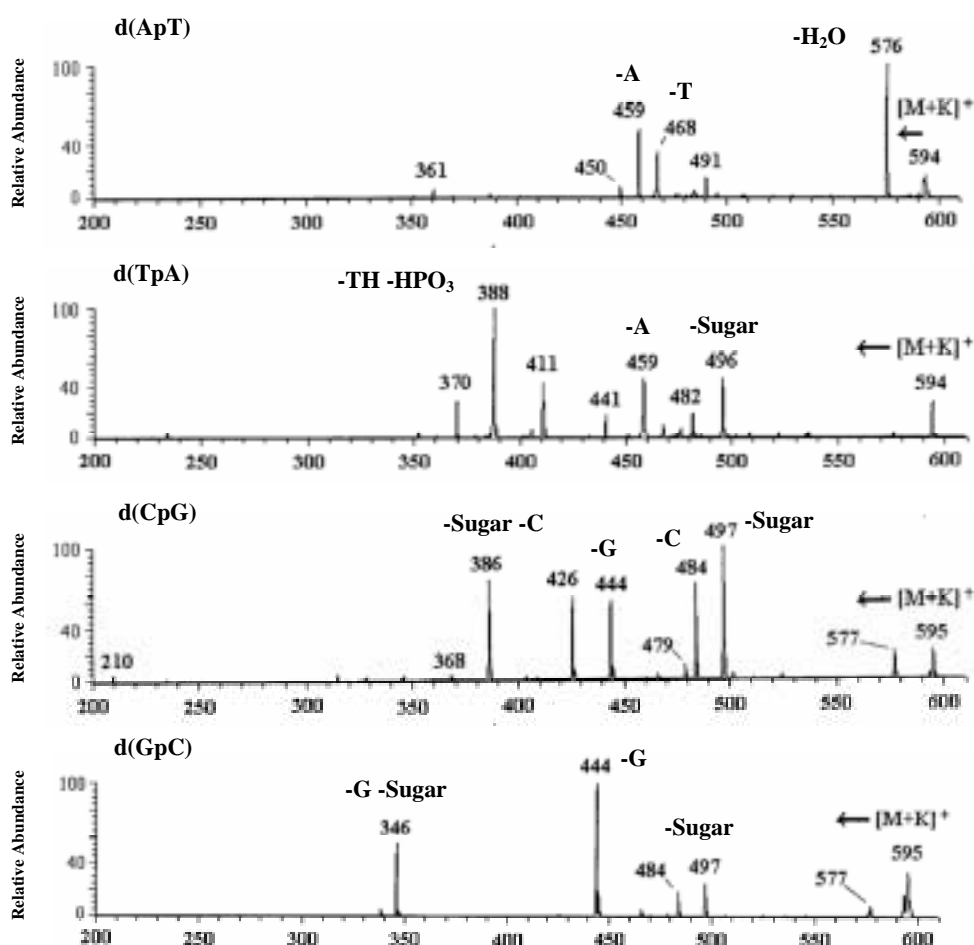 d(ApT)
-H₂O
576
-A
459
-T
468
[M+K]⁺
594
491
450
361
100
40
0
Relative Abundance
200 250 300 350 400 450 500 550 600
d(TpA)
-TH -HPO₃
388
-A
459
-Sugar
496
[M+K]⁺
594
411
370
441
482
100
40
0
Relative Abundance
200 250 300 350 400 450 500 550 600
d(CpG)
-Sugar -C
386
426
-G
444
-C
484
497
-Sugar
[M+K]⁺
595
577
479
368
210
100
40
0
Relative Abundance
200 250 300 350 400 450 500 550 600
d(GpC)
-G -Sugar
346
444
-G
-Sugar
484
497
[M+K]⁺
595
577
100
40
0
Relative Abundance
200 250 300 350 400 450 500 550 600